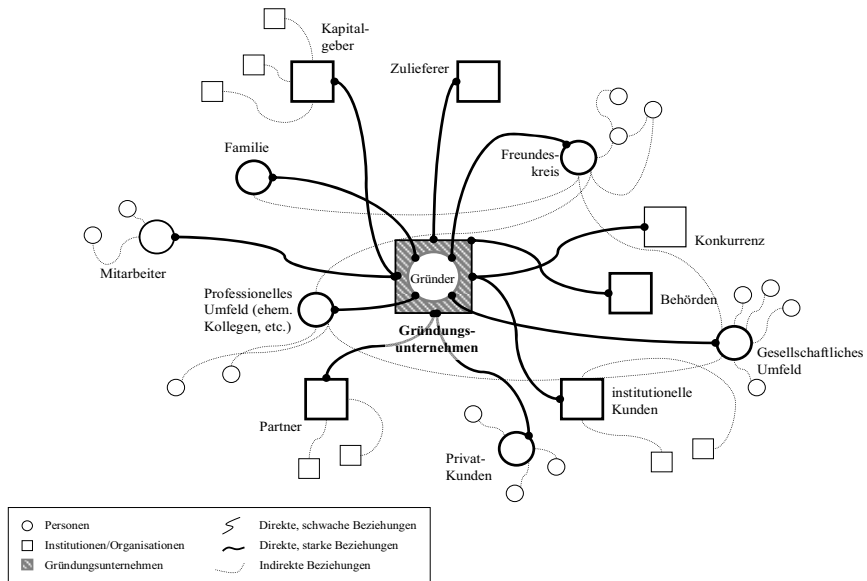 Kapital-
geber
Zulieferer
Familie
Freundes-
kreis
Mitarbeiter
Konkurrenz
Gründer
Behörden
Professionelles
Umfeld (ehem.
Kollegen, etc.)
Gründungs-
unternehmen
Gesellschaftliches
Umfeld
Partner
institutionelle
Kunden
Privat-
Kunden
Personen
Direkte, schwache Beziehungen
Institutionen/Organisationen
Direkte, starke Beziehungen
Gründungsunternehmen
Indirekte Beziehungen